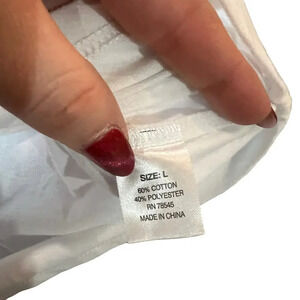 SIZE: L
60% COTTON
40% POLYESTER
RN 78545
MADE IN CHINA